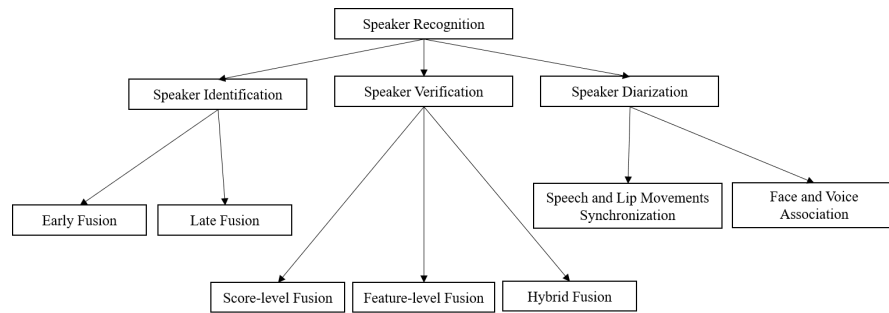 Speaker Recognition
Speaker Identification
Speaker Verification
Speaker Diarization
Early Fusion
Late Fusion
Speech and Lip Movements
Synchronization
Face and Voice
Association
Score-level Fusion
Feature-level Fusion
Hybrid Fusion